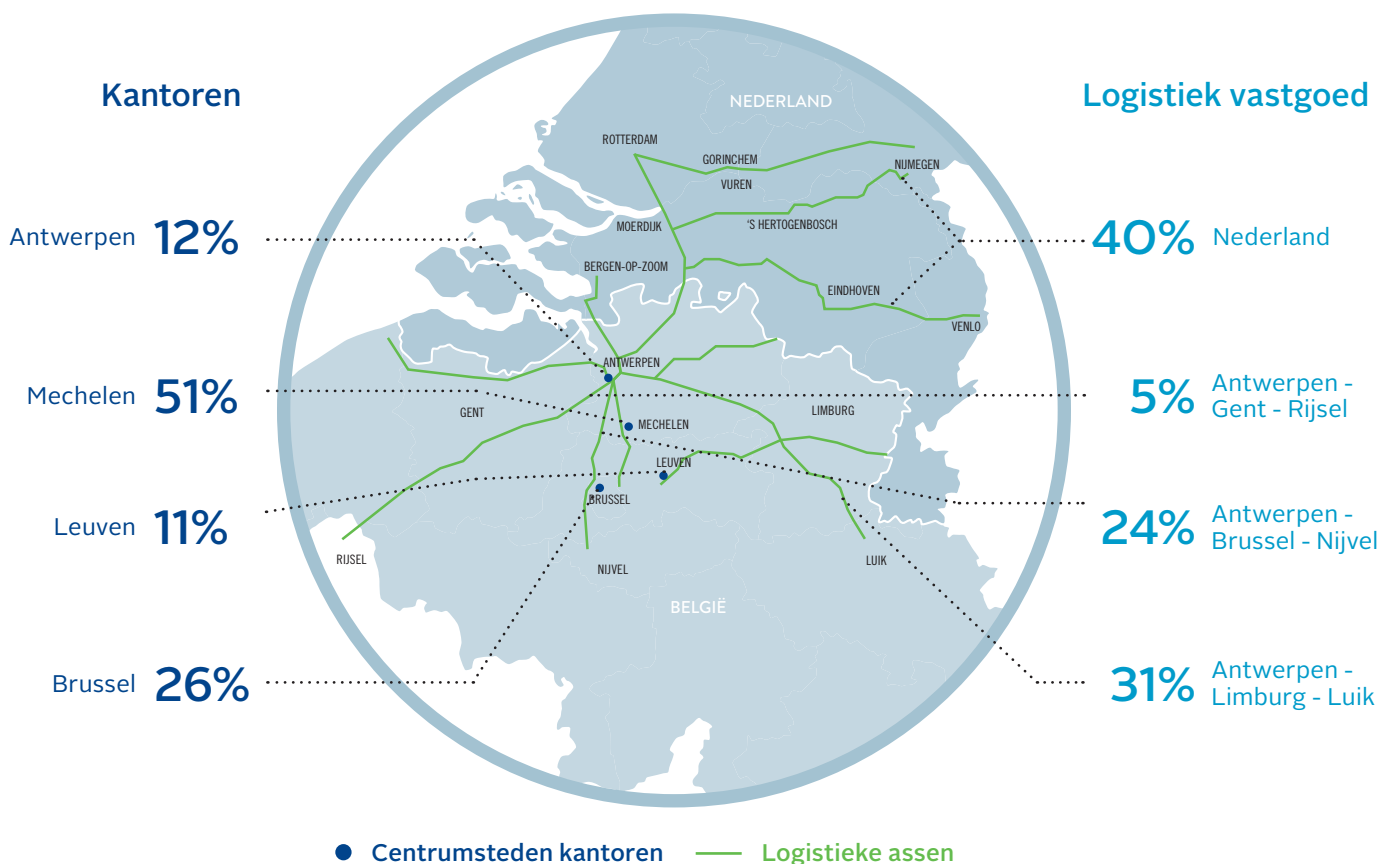 Kantoren
Antwerpen 12%
Mechelen 51%
Leuven 11%
Brussel 26%
NEDERLAND
ROTTERDAM
GORINCHEM
NIJMEGEN
VUREN
MOERDIJK
'S HERTOGENBOSCH
BERGEN-OP-ZOOM
EINDHOVEN
VENLO
ANTWERPEN
GENT
LIMBURG
MECHELEN
LEUVEN
BRUSSEL
RIJSEL
NIJVEL
LUIK
BELGIË
Logistiek vastgoed
40% Nederland
5% Antwerpen -
Gent - Rijsel
24% Antwerpen -
Brussel - Nijvel
31% Antwerpen -
Limburg - Luik
Centrumsteden kantoren
Logistieke assen